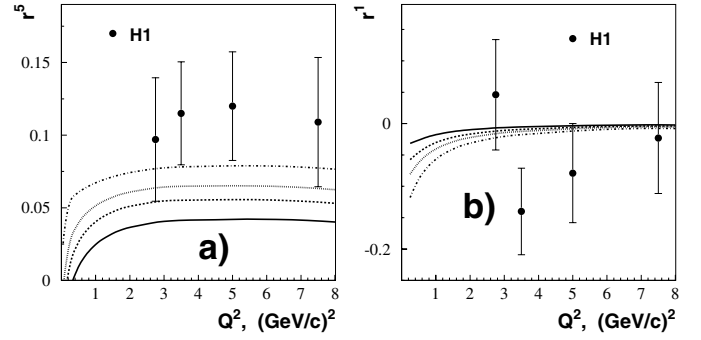 r⁵
H1
0.15
0.1
0.05
0
a)
1 2 3 4 5 6 7 8
Q², (GeV/c)²
r¹
H1
0
-0.2
b)
1 2 3 4 5 6 7 8
Q², (GeV/c)²